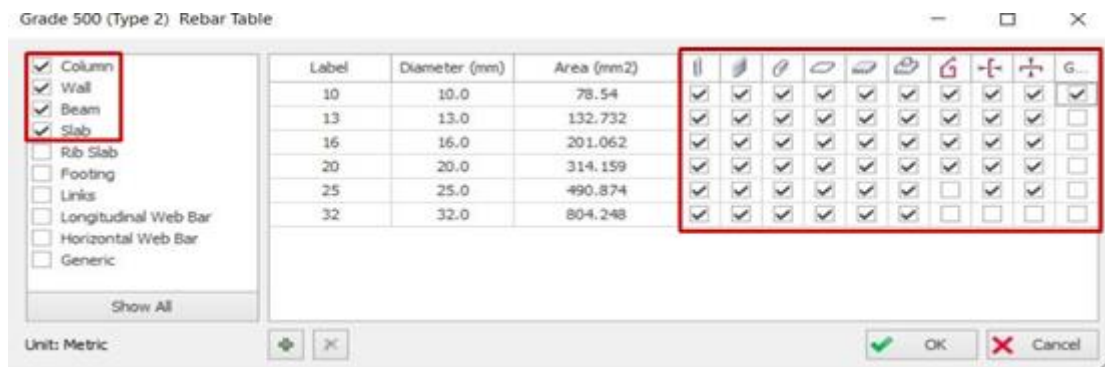 Grade 500 (Type 2) Rebar Table
Column
Wall
Beam
Slab
Rib Slab
Footing
Links
Longitudinal Web Bar
Horizontal Web Bar
Generic
Show All
Label Diameter (mm) Area (mm2) G...
10 10.0 78.54
13 13.0 132.732
16 16.0 201.062
20 20.0 314.159
25 25.0 490.874
32 32.0 804.248
Unit: Metric
OK
Cancel